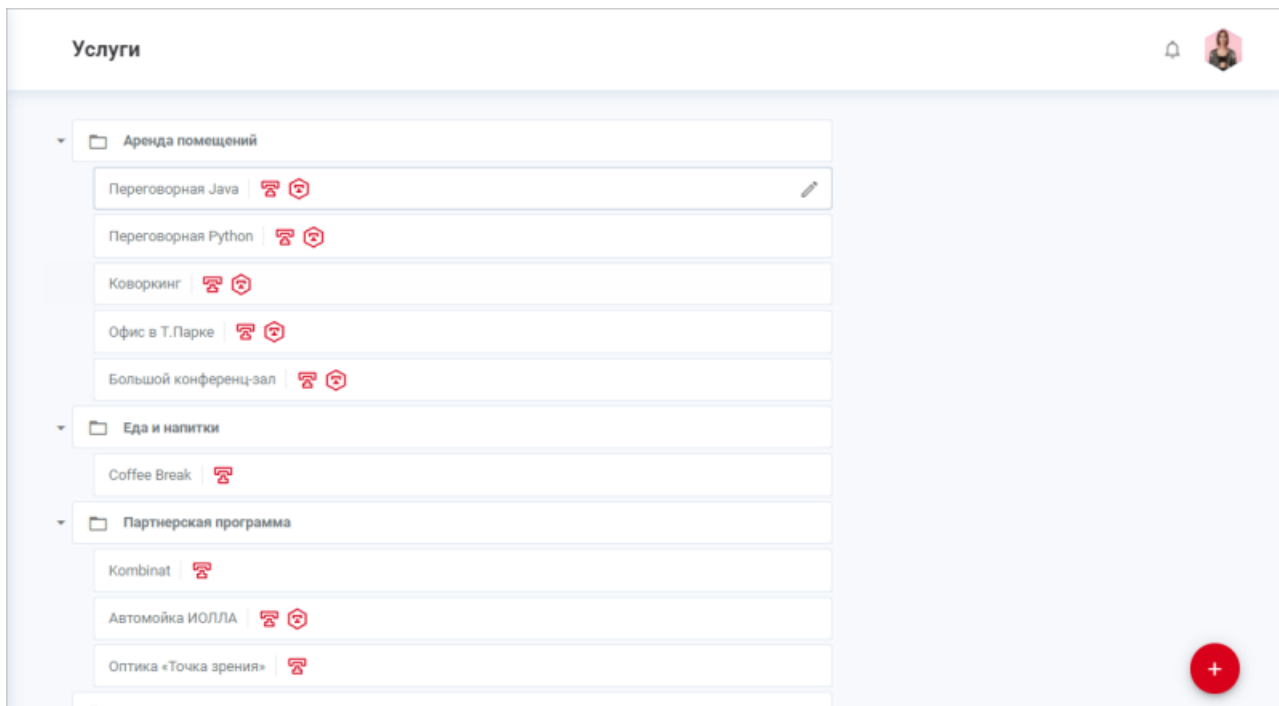 Услуги
Аренда помещений
Переговорная Java
Переговорная Python
Коворкинг
Офис в Т.Парке
Большой конференц-зал
Еда и напитки
Coffee Break
Партнерская программа
Kombinat
Автомойка ИОЛЛА
Оптика «Точка зрения»